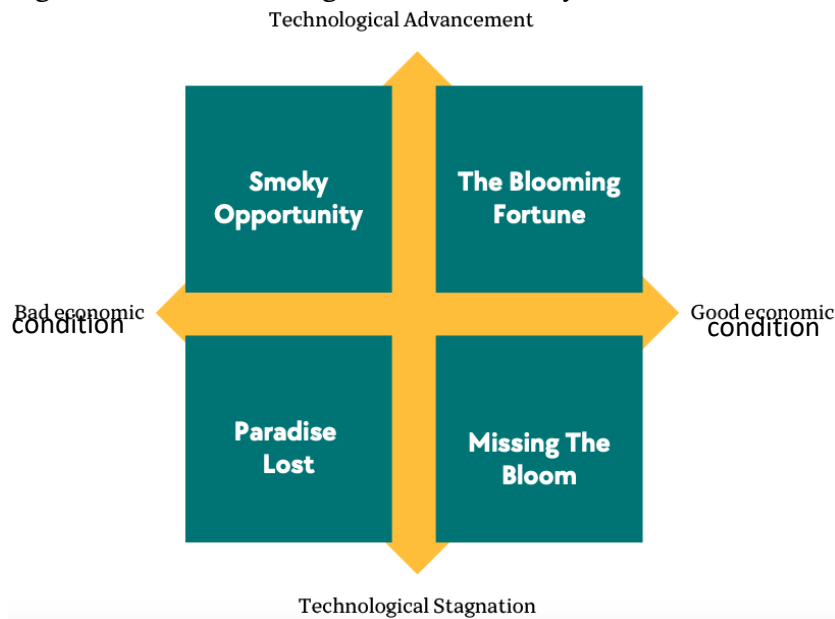 Technological Advancement
Smoky
Opportunity
The Blooming
Fortune
Bad economic
condition
Good economic
condition
Paradise
Lost
Missing The
Bloom
Technological Stagnation